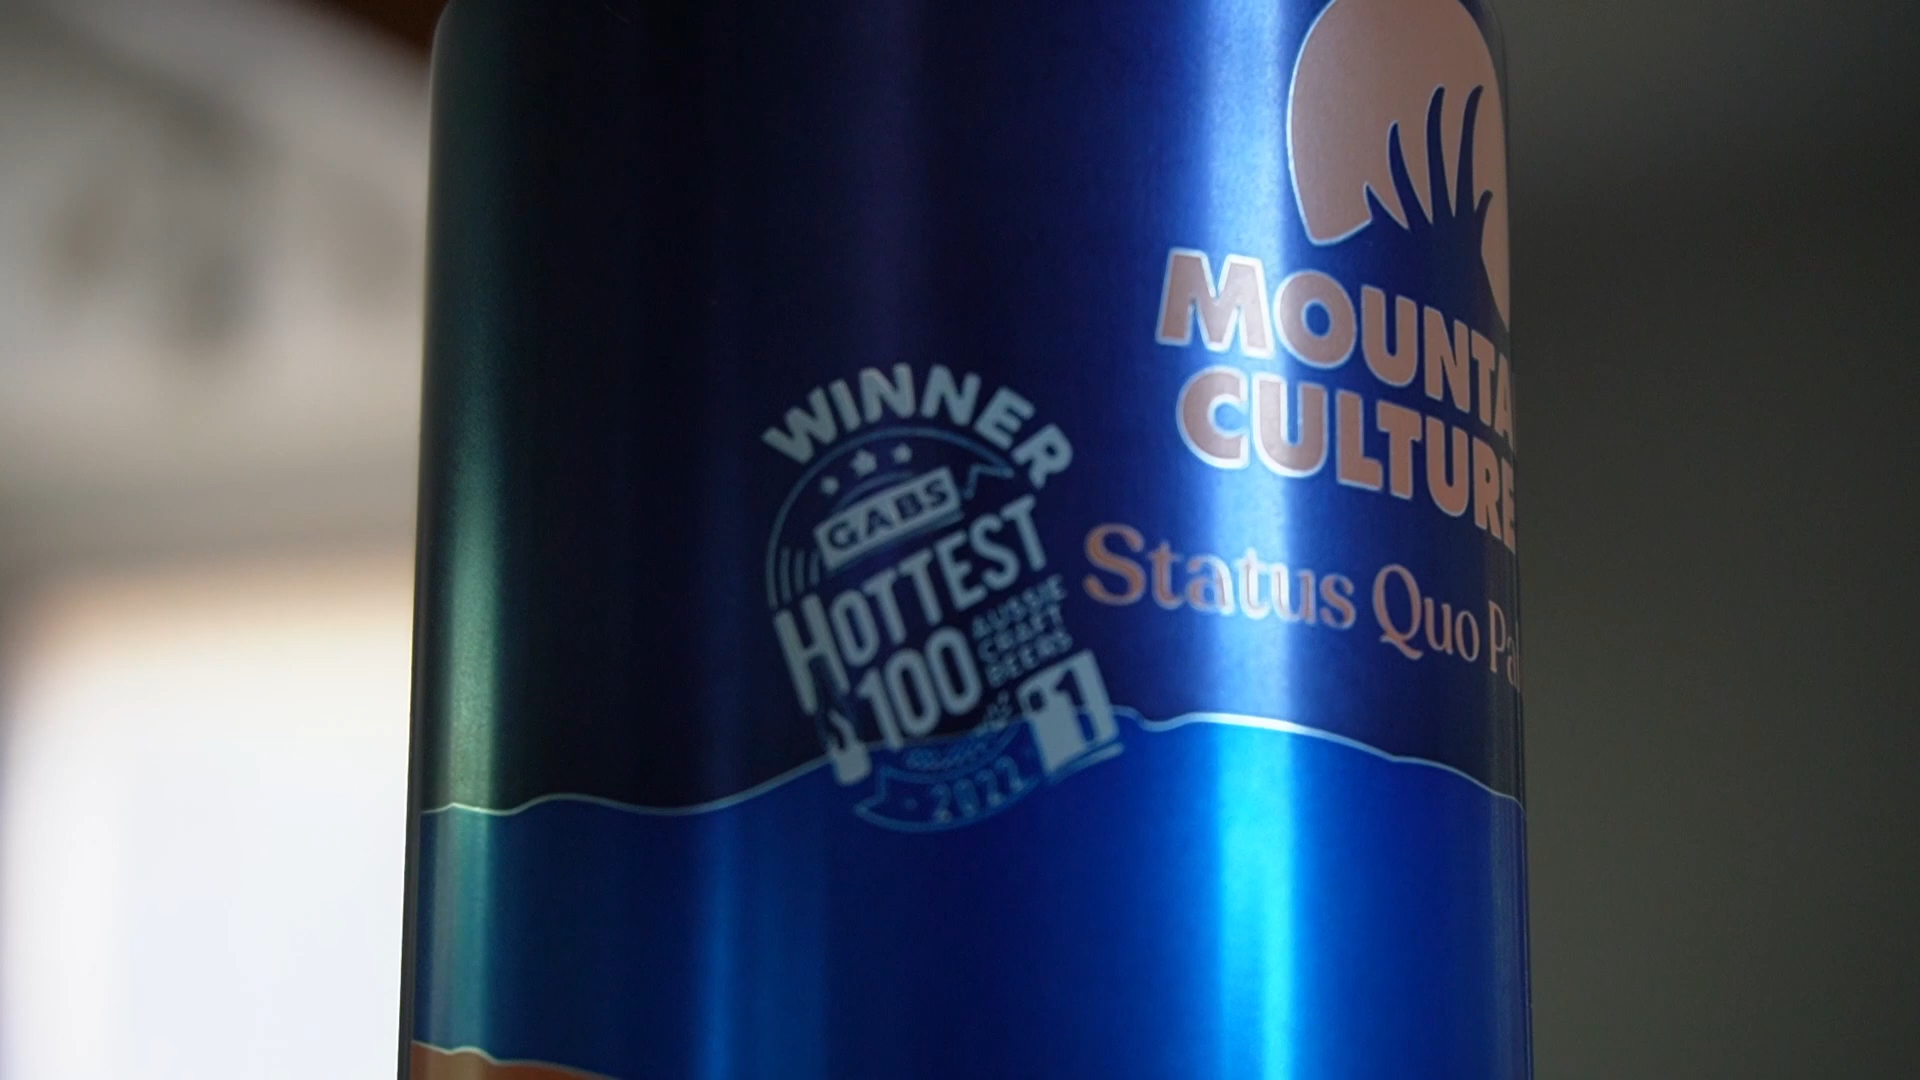 MOUNTA
CULTURE
Status Quo Pa
WINNER
GABS
HOTTEST
100
AUSSIE
CRAFT
BEERS
1
2022